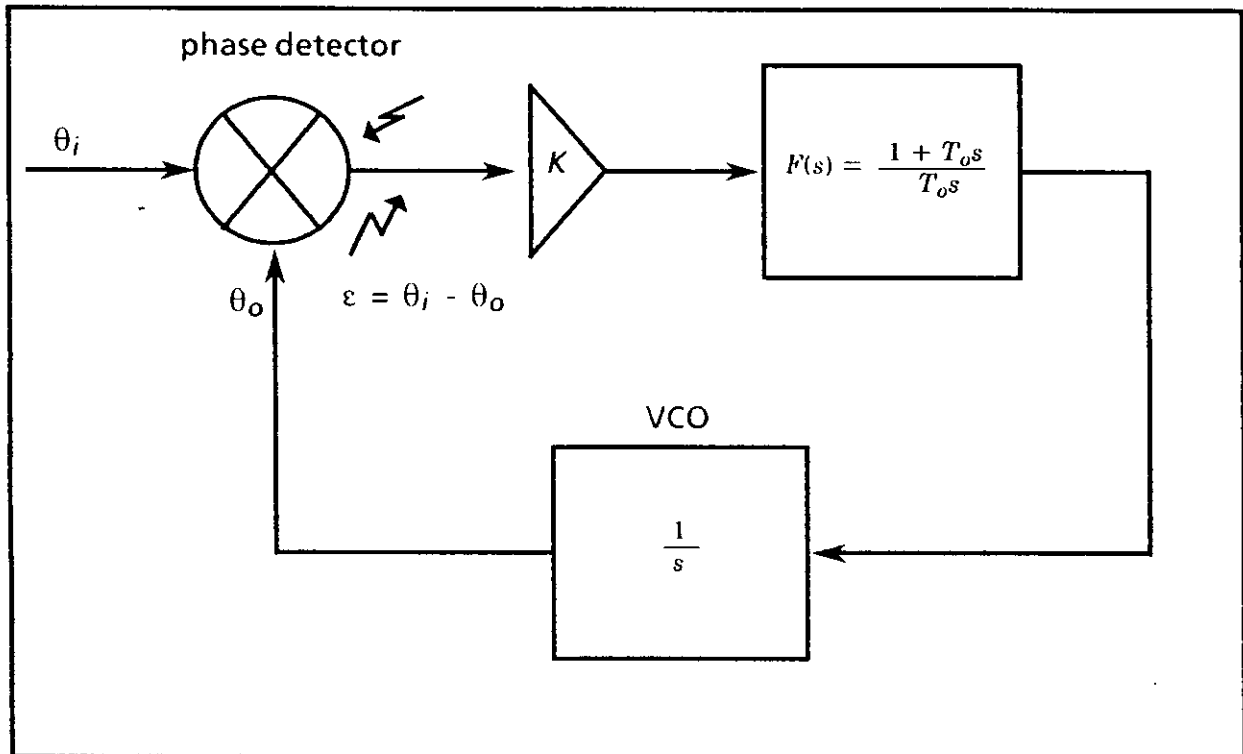 phase detector
θi
K
F(s) = 1 + Tos / Tos
θo
ε = θi - θo
VCO
1 / s